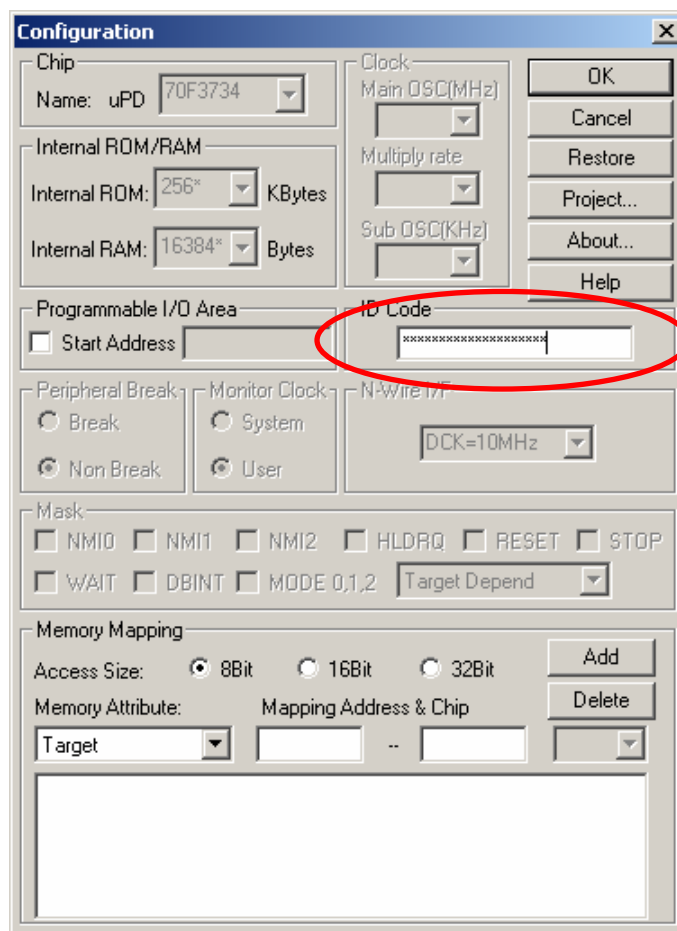 Configuration
Chip
Name: uPD 70F3734
Clock
Main OSC(MHz)
Multiply rate
Sub OSC(KHz)
OK
Cancel
Restore
Project...
About...
Help
Internal ROM/RAM
Internal ROM: 256* KBytes
Internal RAM: 16384* Bytes
Programmable I/O Area
Start Address
ID Code
********************
Peripheral Break
Break
Non Break
Monitor Clock
System
User
N-Wire I/F
DCK=10MHz
Mask
NMI0 NMI1 NMI2 HLDRQ RESET STOP
WAIT DBINT MODE 0,1,2 Target Depend
Memory Mapping
Access Size: 8Bit 16Bit 32Bit
Add
Memory Attribute: Mapping Address & Chip
Delete
Target --